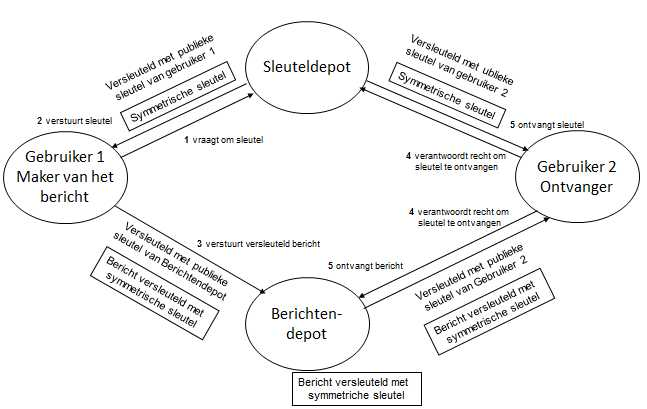 Versleuteld met publieke
sleutel van gebruiker 1
Symmetrische sleutel
Sleuteldepot
Versleuteld met ublieke
sleutel van gebruiker 2
Symmetrische sleutel
2 verstuurt sleutel
1 vraagt om sleutel
5 ontvangt sleutel
Gebruiker 1
Maker van het
bericht
4 verantwoordt recht om
sleutel te ontvangen
Gebruiker 2
Ontvanger
4 verantwoordt recht om
sleutel te ontvangen
3 verstuurt versleuteld bericht
Versleuteld met publieke
sleutel van Berichtendepot
Bericht versleuteld met
symmetrische sleutel
5 ontvangt bericht
Versleuteld met publieke
sleutel van Gebruiker 2
Bericht versleuteld met
symmetrische sleutel
Berichten-
depot
Bericht versleuteld met
symmetriche sleutel